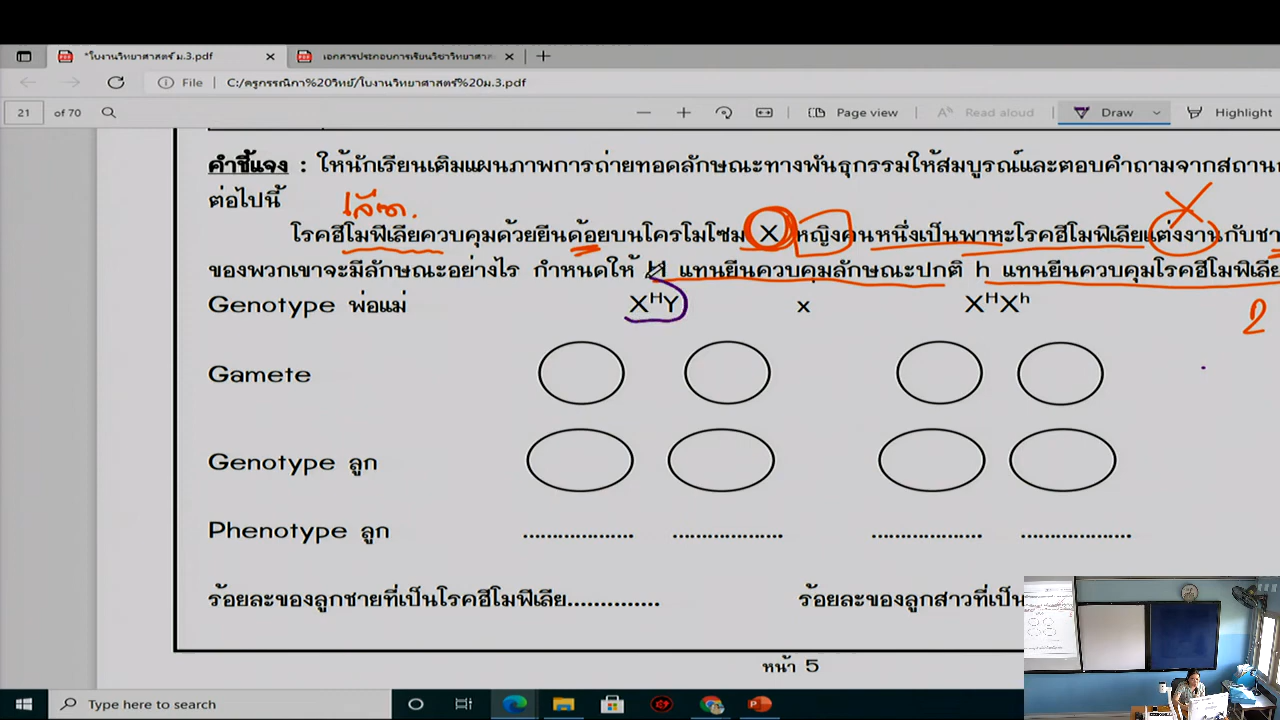 *ใบงานวิทยาศาสตร์ ม.3.pdf
เอกสารประกอบการเรียนวิชาวิทยาศาส
File C:/ครูกรรณิกา%20วิทย์/ใบงานวิทยาศาสตร์%20ม.3.pdf
21 of 70 Page view Read aloud Draw Highlight
คำชี้แจง : ให้นักเรียนเติมแผนภาพการถ่ายทอดลักษณะทางพันธุกรรมให้สมบูรณ์และตอบคำถามจากสถาน
ต่อไปนี้
เลือด.
โรคฮีโมฟีเลียควบคุมด้วยยีนด้อยบนโครโมโซม X หญิงคนหนึ่งเป็นพาหะโรคฮีโมฟิเลียแต่งงานกับชา
ของพวกเขาจะมีลักษณะอย่างไร กำหนดให้ H แทนยีนควบคุมลักษณะปกติ h แทนยีนควบคุมโรคฮีโมฟิเลีย
Genotype พ่อแม่ XᴴY x XᴴXʰ
2
Gamete
Genotype ลูก
Phenotype ลูก .................. .................. .................. ..................
ร้อยละของลูกชายที่เป็นโรคฮีโมฟีเลีย.............. ร้อยละของลูกสาวที่เป็น
หน้า 5
Type here to search